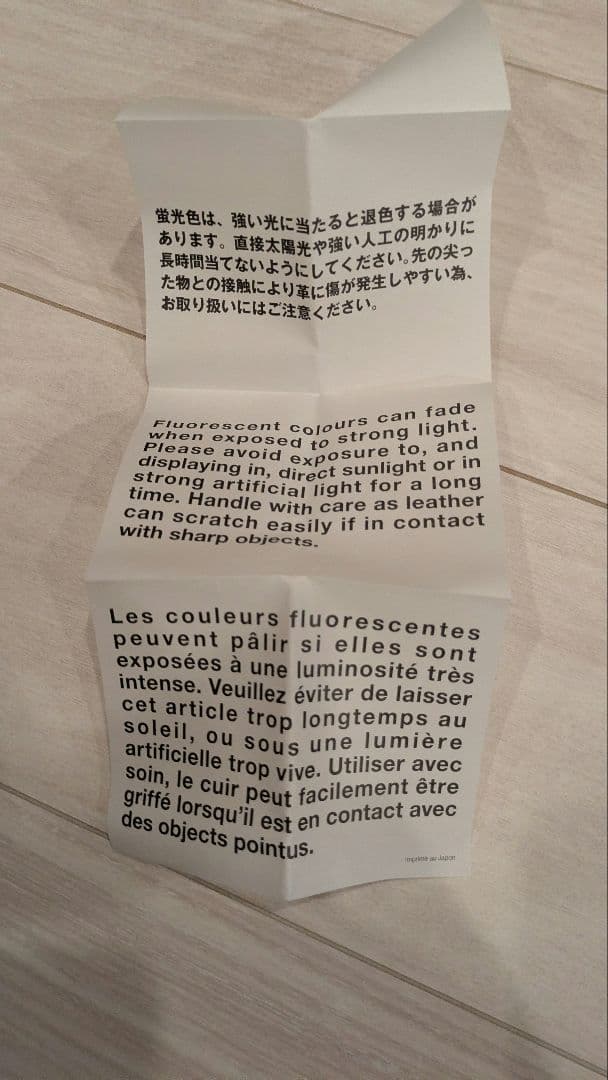 蛍光色は、強い光に当たると退色する場合が
あります。直接太陽光や強い人工の明かりに
長時間当てないようにしてください。先の尖っ
た物との接触により革に傷が発生しやすい為、
お取り扱いにはご注意ください。
Fluorescent colours can fade
when exposed to strong light.
Please avoid exposure to, and
displaying in, direct sunlight or in
strong artificial light for a long
time. Handle with care as leather
can scratch easily if in contact
with sharp objects.
Les couleurs fluorescentes
peuvent pâlir si elles sont
exposées à une luminosité très
intense. Veuillez éviter de laisser
cet article trop longtemps au
soleil, ou sous une lumière
artificielle trop vive. Utiliser avec
soin, le cuir peut facilement être
griffé lorsqu'il est en contact avec
des objects pointus.
Imprimé au Japon